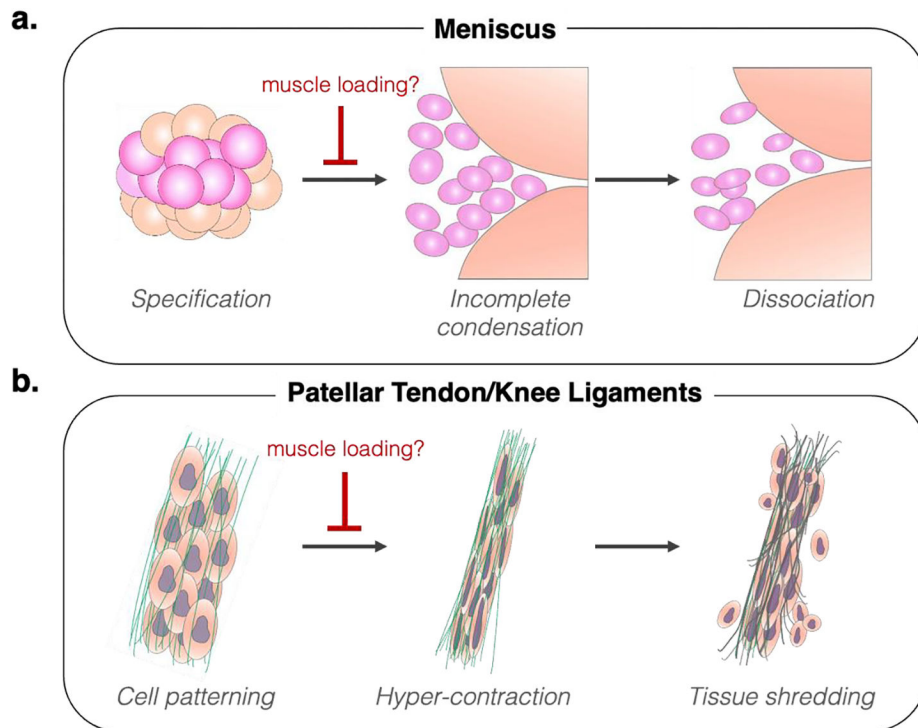 a.
Meniscus
muscle loading?
Specification
Incomplete
condensation
Dissociation
b.
Patellar Tendon/Knee Ligaments
muscle loading?
Cell patterning
Hyper-contraction
Tissue shredding